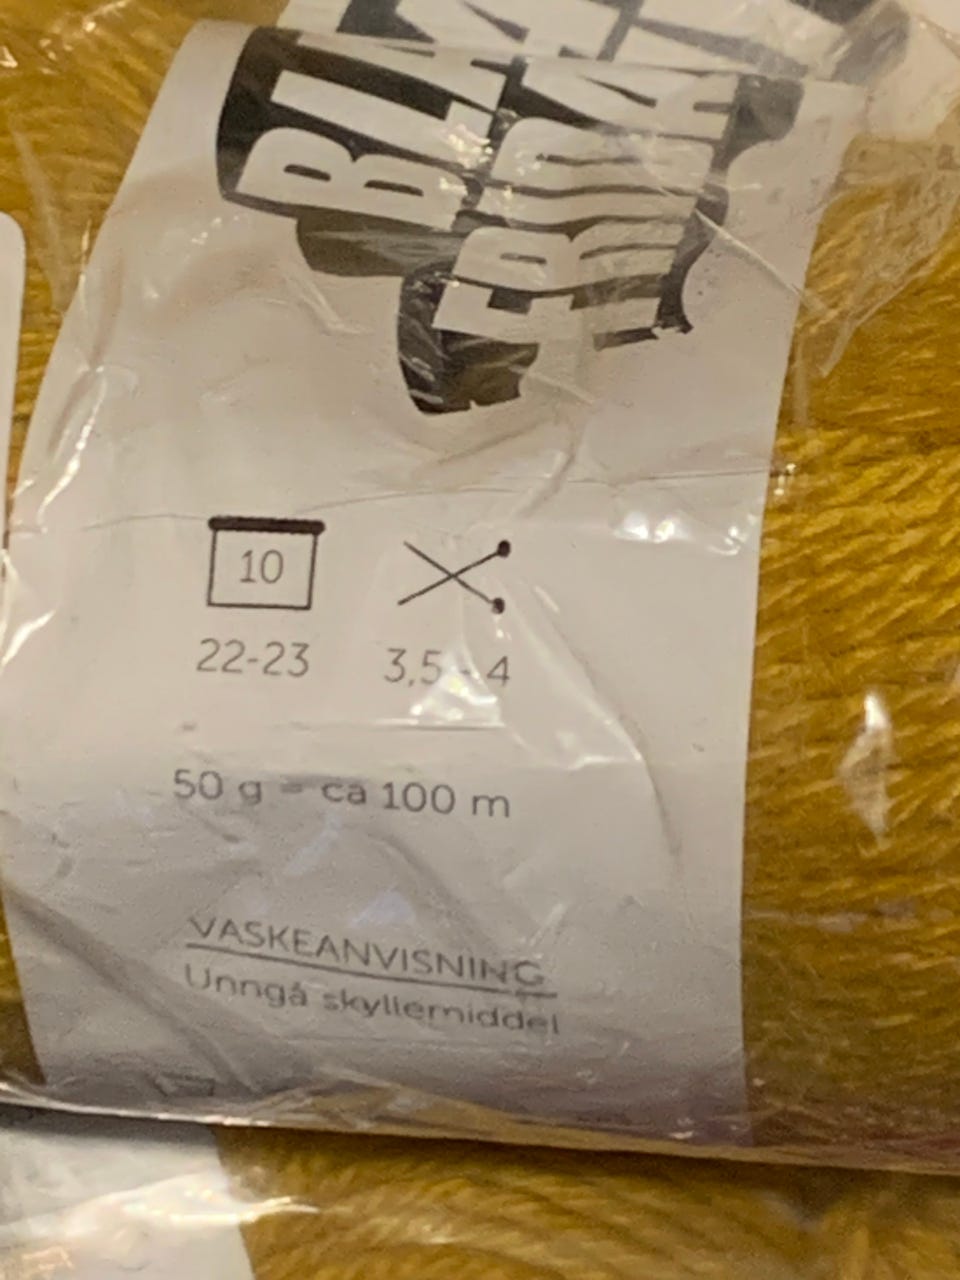 10
22-23
3,5 - 4
50 g = ca 100 m
VASKEANVISNING
Unngå skyllemiddel